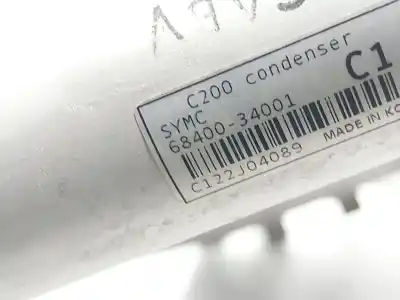 C200 condenser
SYMC C1
68400-34001
C122J04089 MADE IN KO